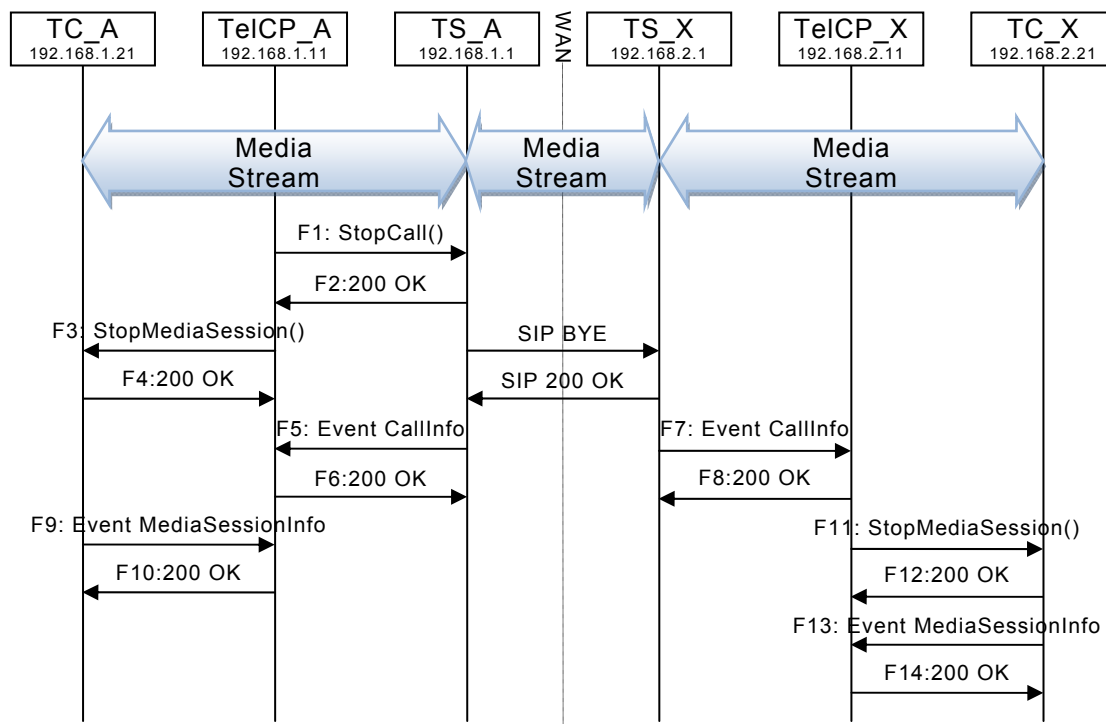 TC_A
192.168.1.21
TelCP_A
192.168.1.11
TS_A
192.168.1.1
WAN
TS_X
192.168.2.1
TelCP_X
192.168.2.11
TC_X
192.168.2.21
Media
Stream
Media
Stream
Media
Stream
F1: StopCall()
F2:200 OK
F3: StopMediaSession()
SIP BYE
F4:200 OK
SIP 200 OK
F5: Event CallInfo
F7: Event CallInfo
F6:200 OK
F8:200 OK
F9: Event MediaSessionInfo
F11: StopMediaSession()
F10:200 OK
F12:200 OK
F13: Event MediaSessionInfo
F14:200 OK